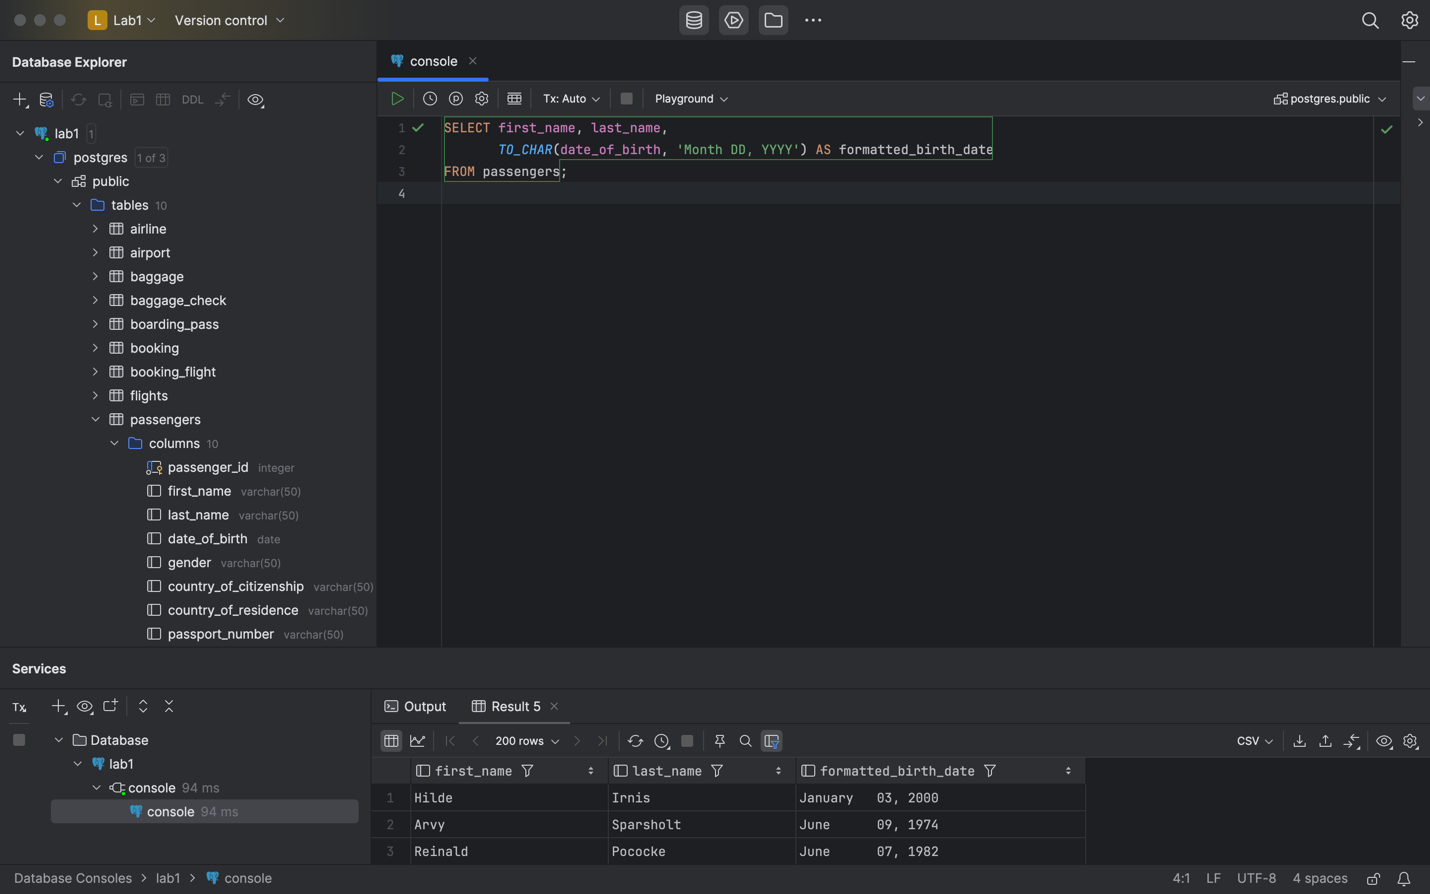 L Lab1 Version control
Database Explorer
DDL
lab1 1
postgres 1 of 3
public
tables 10
airline
airport
baggage
baggage_check
boarding_pass
booking
booking_flight
flights
passengers
columns 10
passenger_id integer
first_name varchar(50)
last_name varchar(50)
date_of_birth date
gender varchar(50)
country_of_citizenship varchar(50)
country_of_residence varchar(50)
passport_number varchar(50)
console
Tx: Auto Playground postgres.public
1 SELECT first_name, last_name,
2 TO_CHAR(date_of_birth, 'Month DD, YYYY') AS formatted_birth_date
3 FROM passengers;
4
Services
Tx
Database
lab1
console 94 ms
console 94 ms
Output Result 5
200 rows CSV
first_name last_name formatted_birth_date
1 Hilde Irnis January   03, 2000
2 Arvy Sparsholt June      09, 1974
3 Reinald Pococke June      07, 1982
Database Consoles > lab1 > console 4:1 LF UTF-8 4 spaces